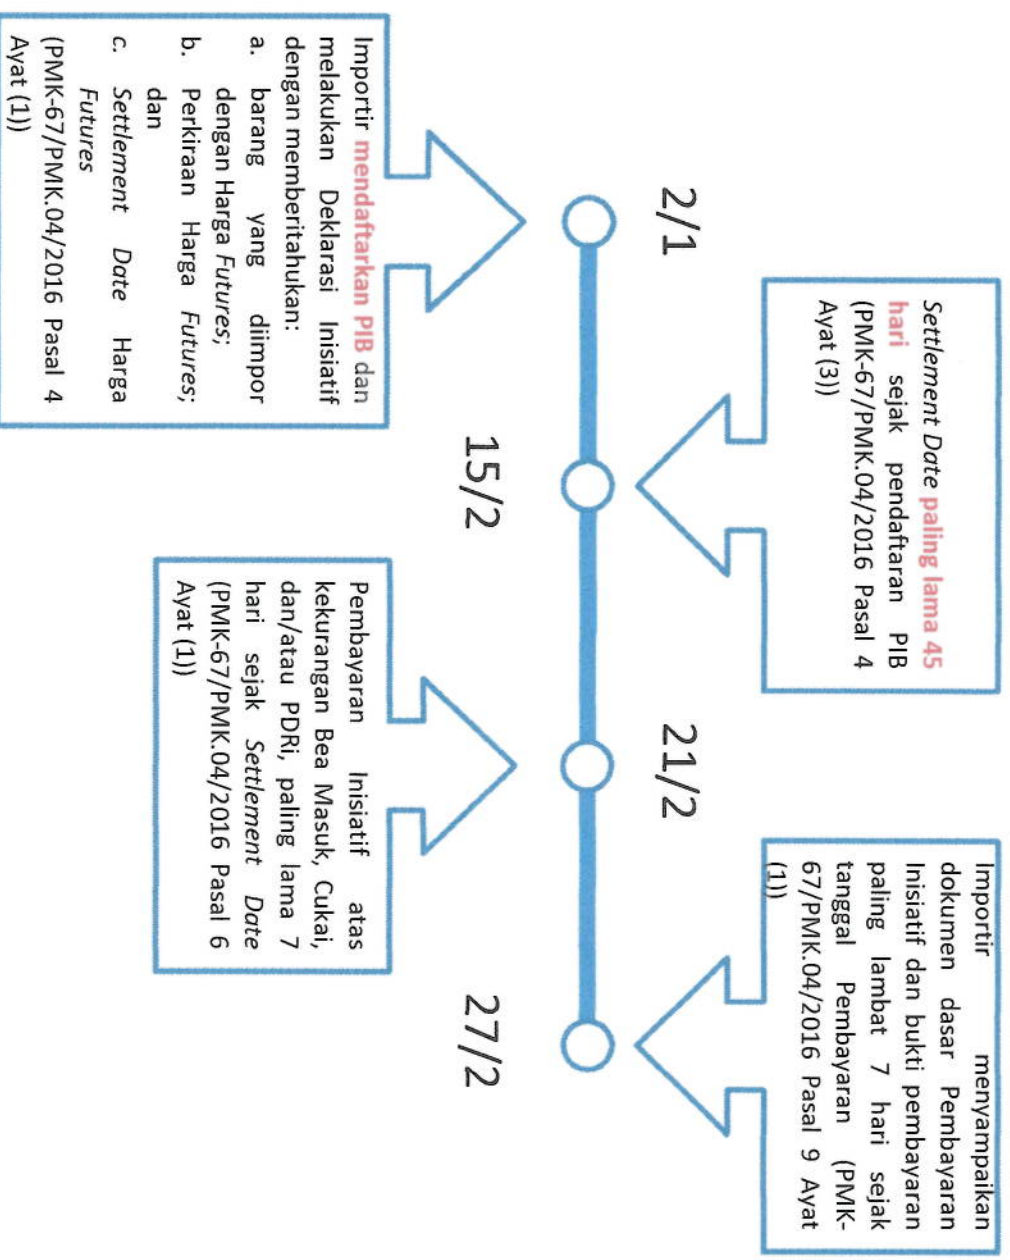 Settlement Date paling lama 45
hari sejak pendaftaran PIB
(PMK-67/PMK.04/2016 Pasal 4
Ayat (3))
Importir menyampaikan
dokumen dasar Pembayaran
Inisiatif dan bukti pembayaran
paling lambat 7 hari sejak
tanggal Pembayaran (PMK-
67/PMK.04/2016 Pasal 9 Ayat
(1))
2/1
21/2
15/2
27/2
Importir mendaftarkan PIB dan
melakukan Deklarasi Inisiatif
dengan memberitahukan:
a. barang yang diimpor
dengan Harga Futures;
b. Perkiraan Harga Futures;
dan
c. Settlement Date Harga
Futures
(PMK-67/PMK.04/2016 Pasal 4
Ayat (1))
Pembayaran Inisiatif atas
kekurangan Bea Masuk, Cukai,
dan/atau PDRi, paling lama 7
hari sejak Settlement Date
(PMK-67/PMK.04/2016 Pasal 6
Ayat (1))